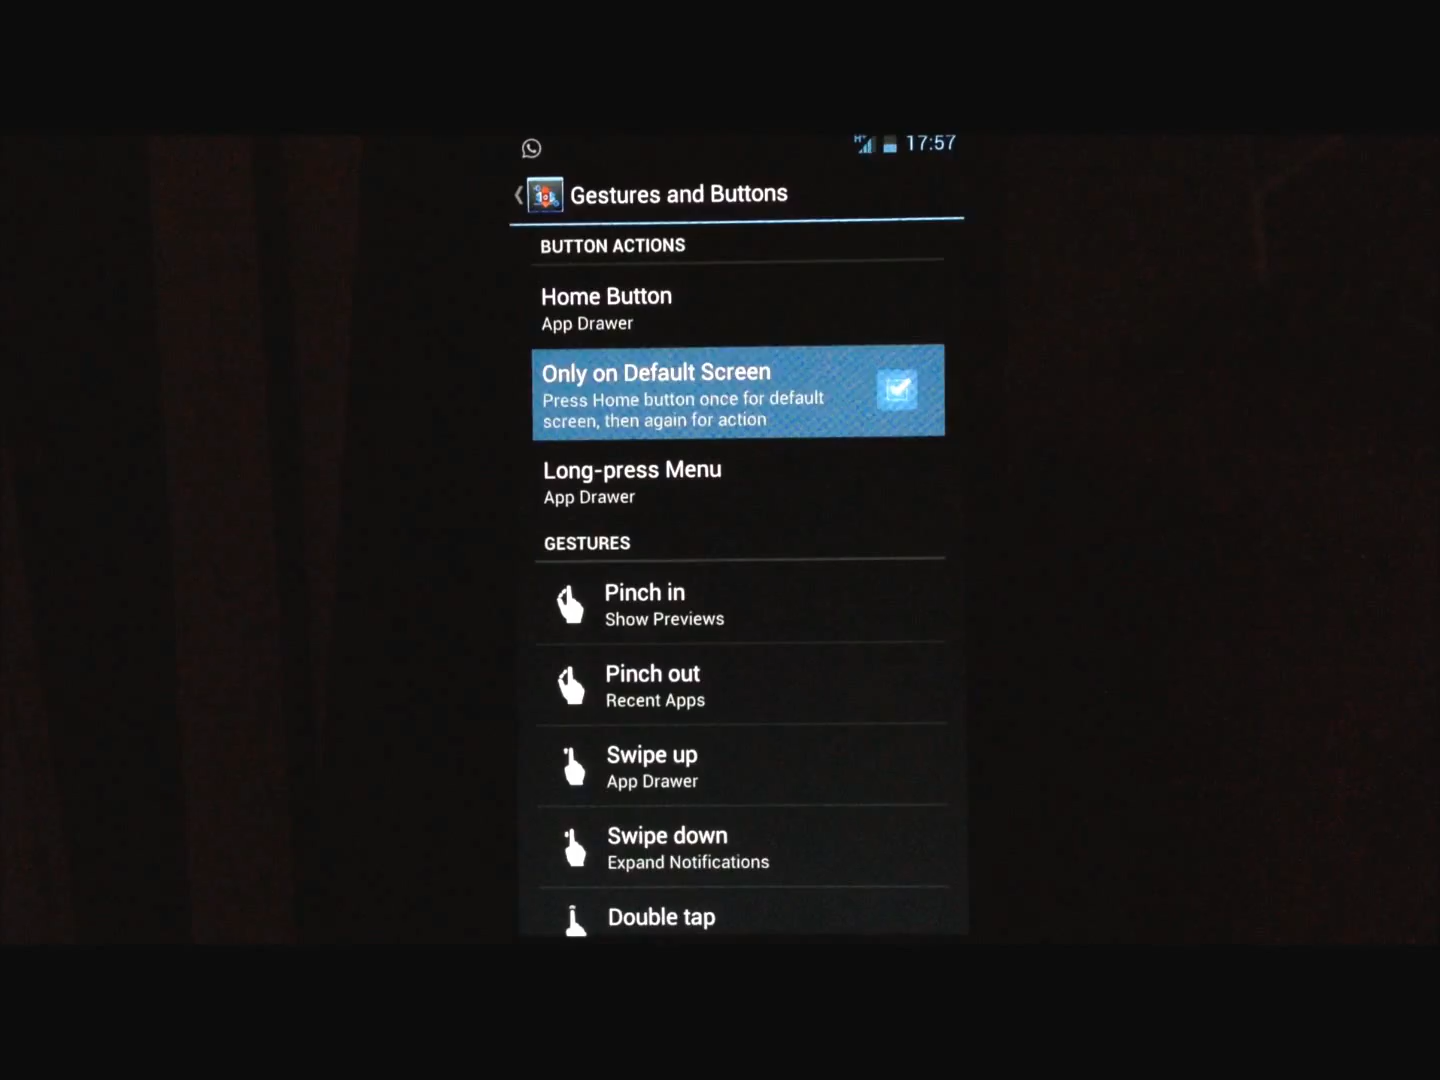 H+ 17:57
Gestures and Buttons
BUTTON ACTIONS
Home Button
App Drawer
Only on Default Screen
Press Home button once for default
screen, then again for action
Long-press Menu
App Drawer
GESTURES
Pinch in
Show Previews
Pinch out
Recent Apps
Swipe up
App Drawer
Swipe down
Expand Notifications
Double tap